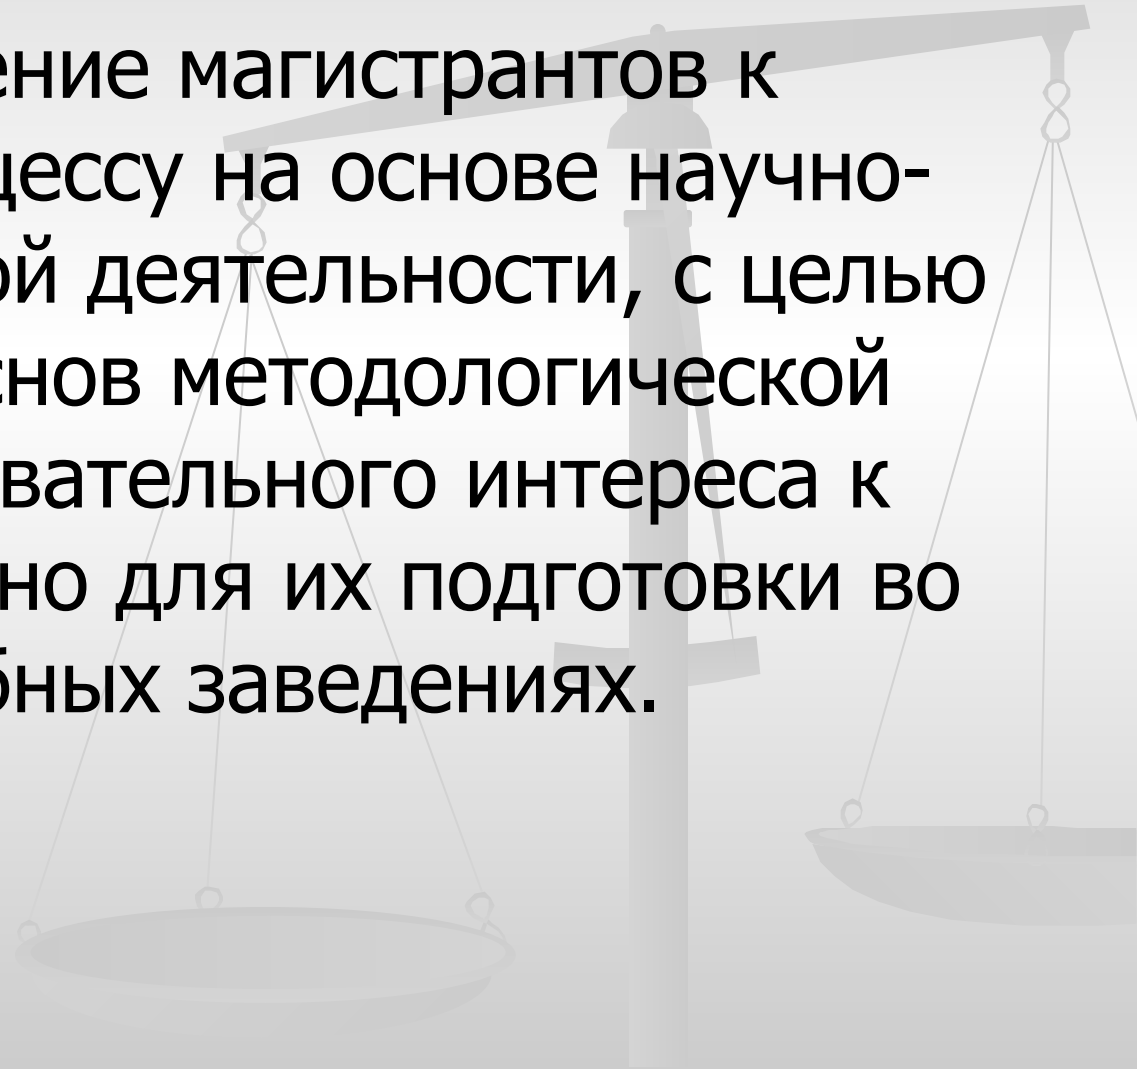 ение магистрантов к
цессу на основе научно-
ой деятельности, с целью
снов методологической
вательного интереса к
но для их подготовки во
бных заведениях.